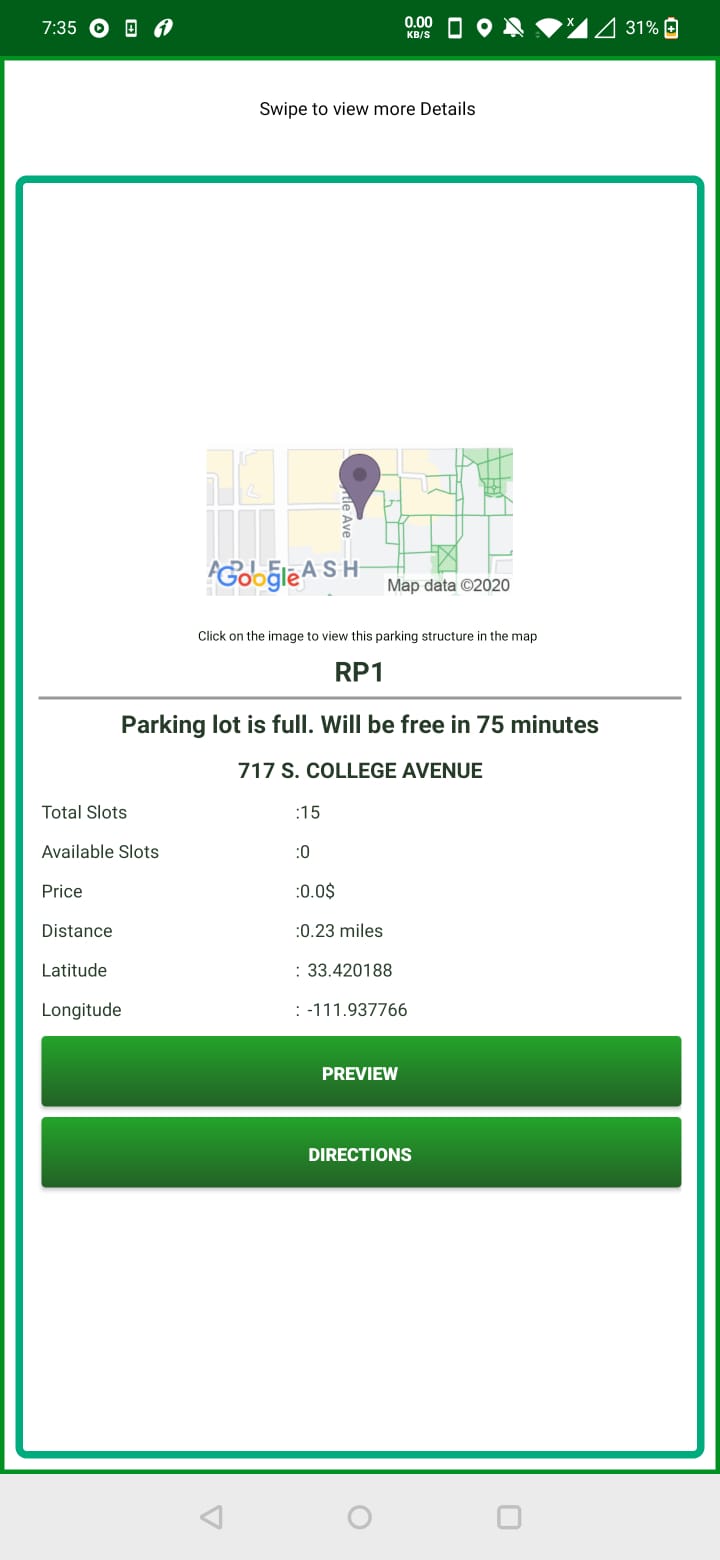 7:35
0.00
KB/S
X
31%
Swipe to view more Details
tle Ave
ASH
Google
Map data ©2020
Click on the image to view this parking structure in the map
RP1
Parking lot is full. Will be free in 75 minutes
717 S. COLLEGE AVENUE
Total Slots :15
Available Slots :0
Price :0.0$
Distance :0.23 miles
Latitude : 33.420188
Longitude : -111.937766
PREVIEW
DIRECTIONS